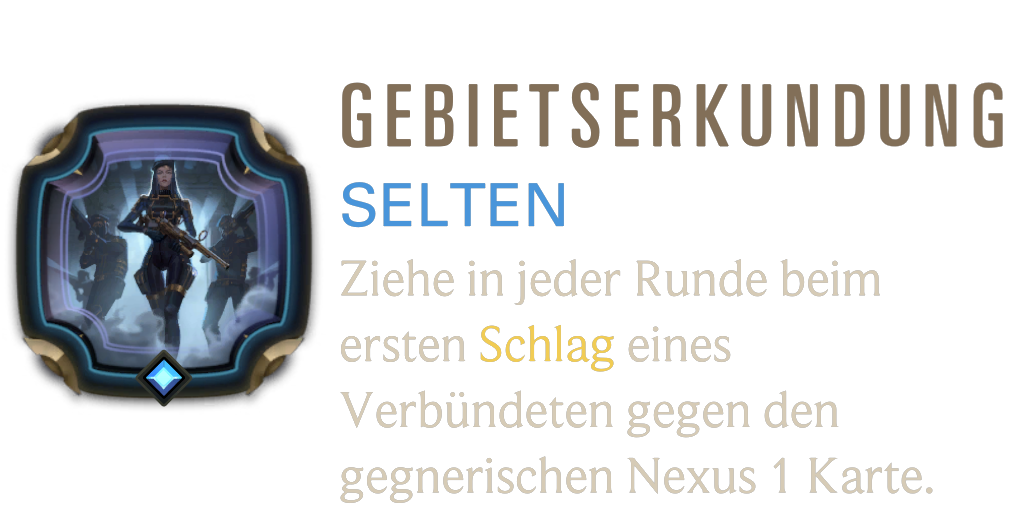 GEBIETSERKUNDUNG
SELTEN
Ziehe in jeder Runde beim
ersten Schlag eines
Verbündeten gegen den
gegnerischen Nexus 1 Karte.